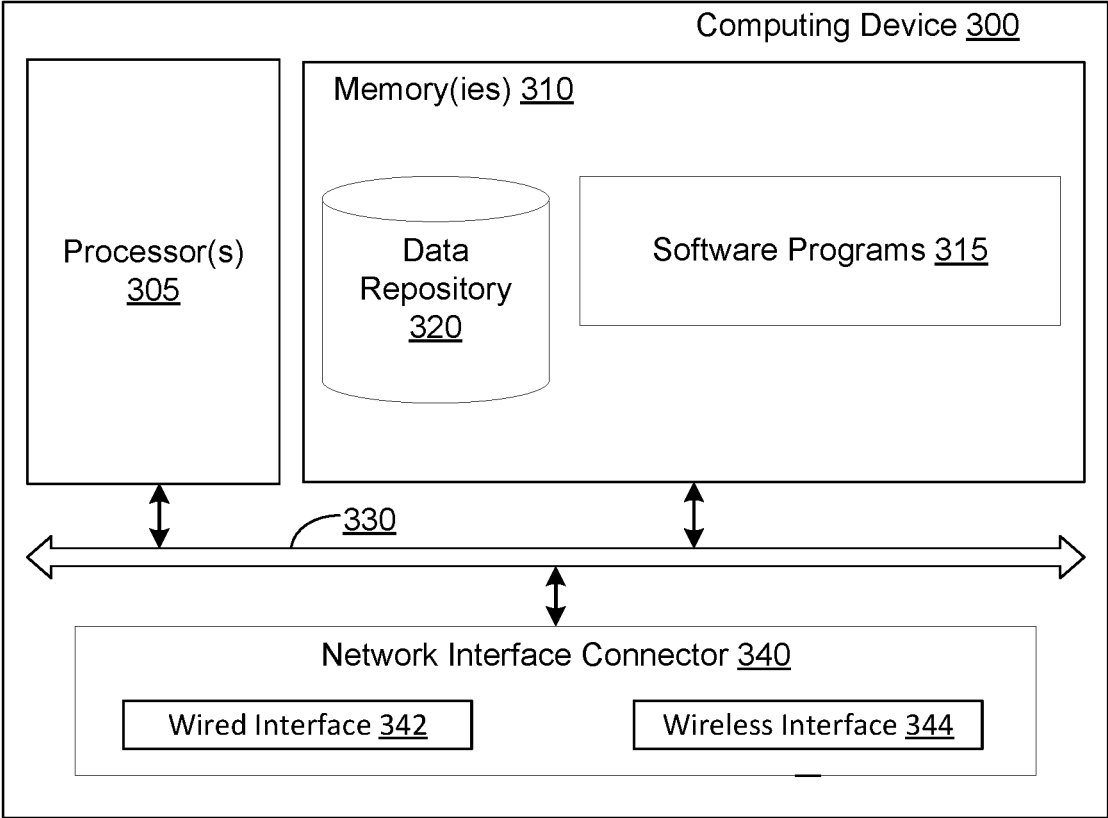 Computing Device 300
Memory(ies) 310
Processor(s)
305
Data
Repository
320
Software Programs 315
330
Network Interface Connector 340
Wired Interface 342
Wireless Interface 344